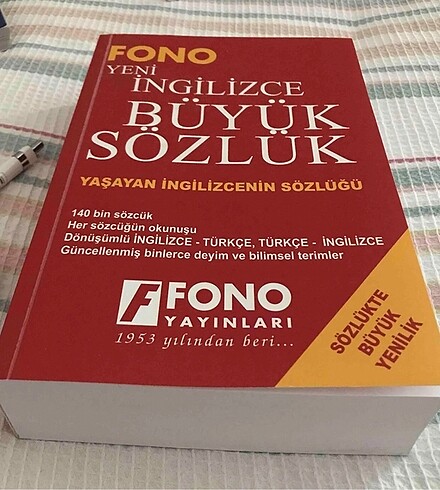 FONO
YENİ
İNGİLİZCE
BÜYÜK
SÖZLÜK
YAŞAYAN İNGİLİZCENİN SÖZLÜĞÜ
140 bin sözcük
Her sözcüğün okunuşu
Dönüşümlü İNGİLİZCE - TÜRKÇE, TÜRKÇE - İNGİLİZCE
Güncellenmiş binlerce deyim ve bilimsel terimler
F FONO
YAYINLARI
1953 yılından beri...
SÖZLÜKTE
BÜYÜK
YENİLİK